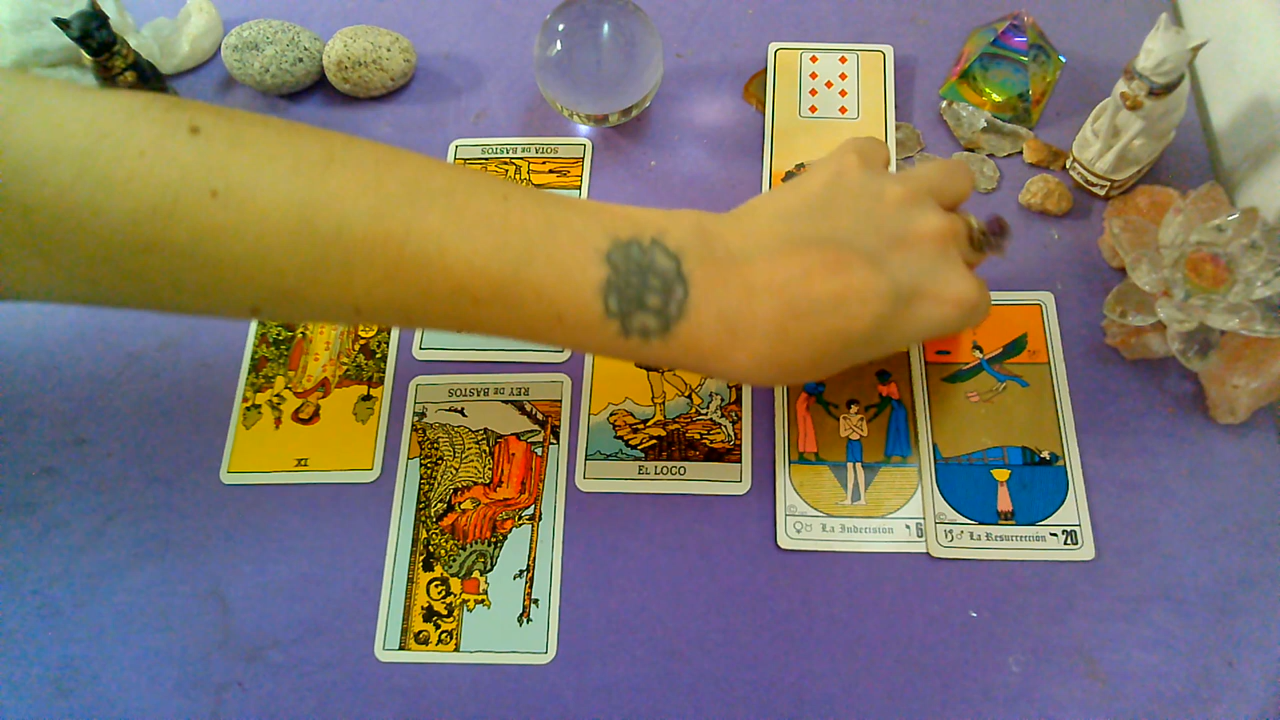 SOTA DE BASTOS
REY DE BASTOS
IX
EL LOCO
La Indecisión 6
La Resurrección 20